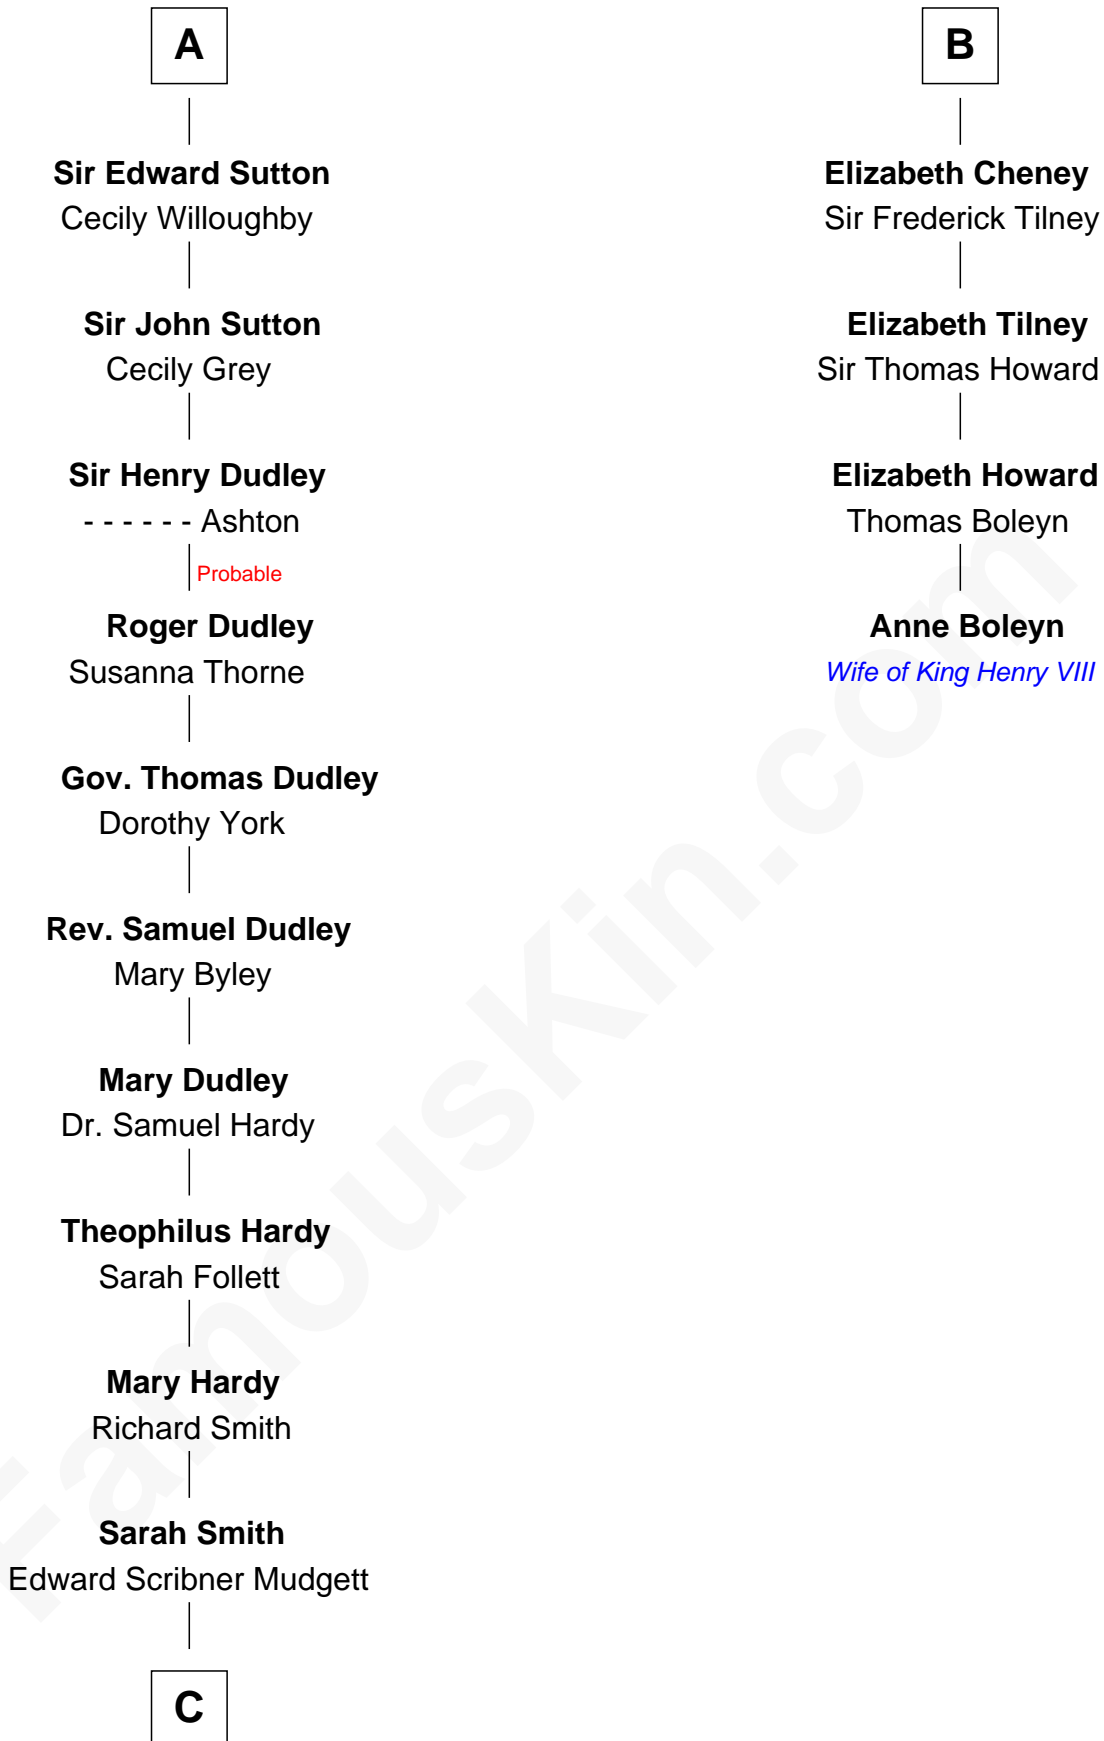 A
Sir Edward Sutton
Cecily Willoughby
Sir John Sutton
Cecily Grey
Sir Henry Dudley
- - - - - - Ashton
Probable
Roger Dudley
Susanna Thorne
Gov. Thomas Dudley
Dorothy York
Rev. Samuel Dudley
Mary Byley
Mary Dudley
Dr. Samuel Hardy
Theophilus Hardy
Sarah Follett
Mary Hardy
Richard Smith
Sarah Smith
Edward Scribner Mudgett
C
B
Elizabeth Cheney
Sir Frederick Tilney
Elizabeth Tilney
Sir Thomas Howard
Elizabeth Howard
Thomas Boleyn
Anne Boleyn
Wife of King Henry VIII
FamousKin.com